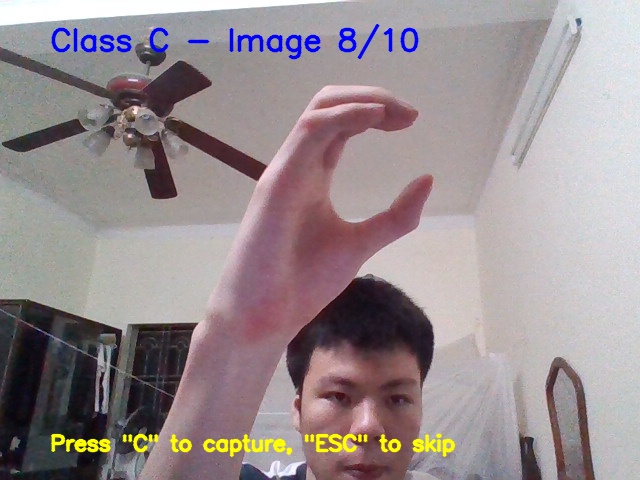 Class C - Image 8/10
Press "C" to capture, "ESC" to skip